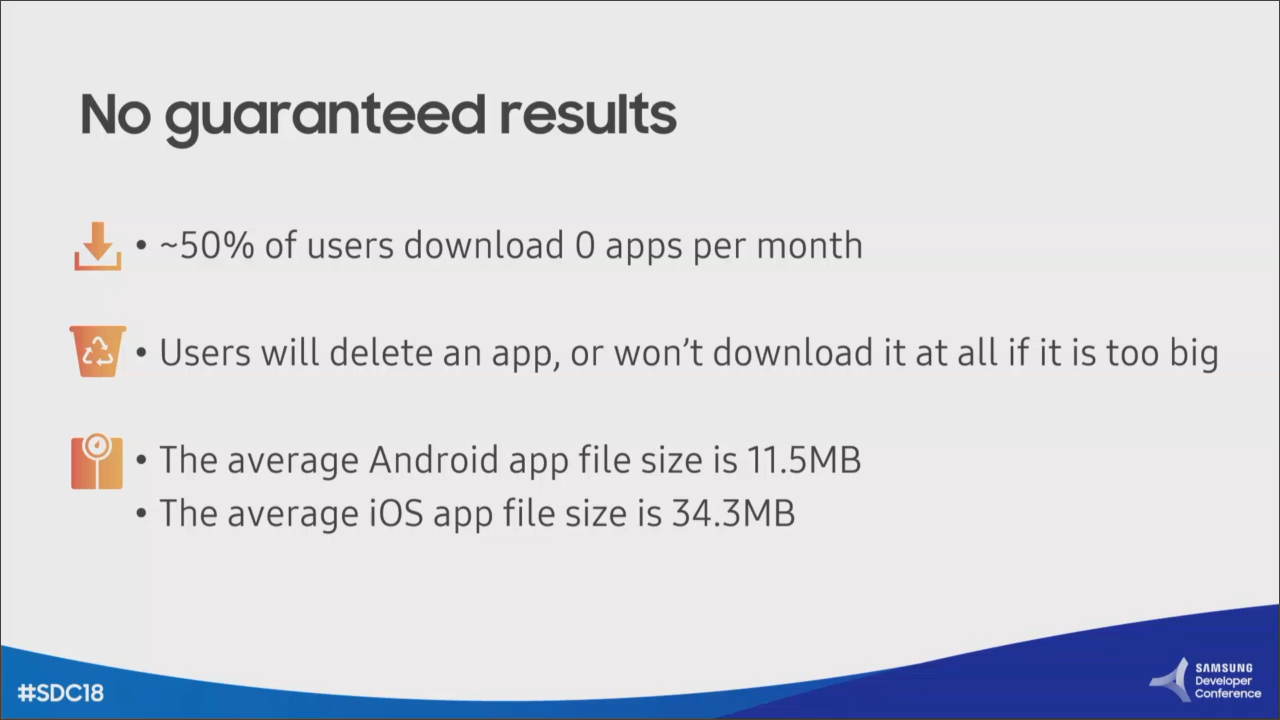 No guaranteed results
• ~50% of users download 0 apps per month
• Users will delete an app, or won’t download it at all if it is too big
• The average Android app file size is 11.5MB
• The average iOS app file size is 34.3MB
#SDC18
SAMSUNG
Developer
Conference